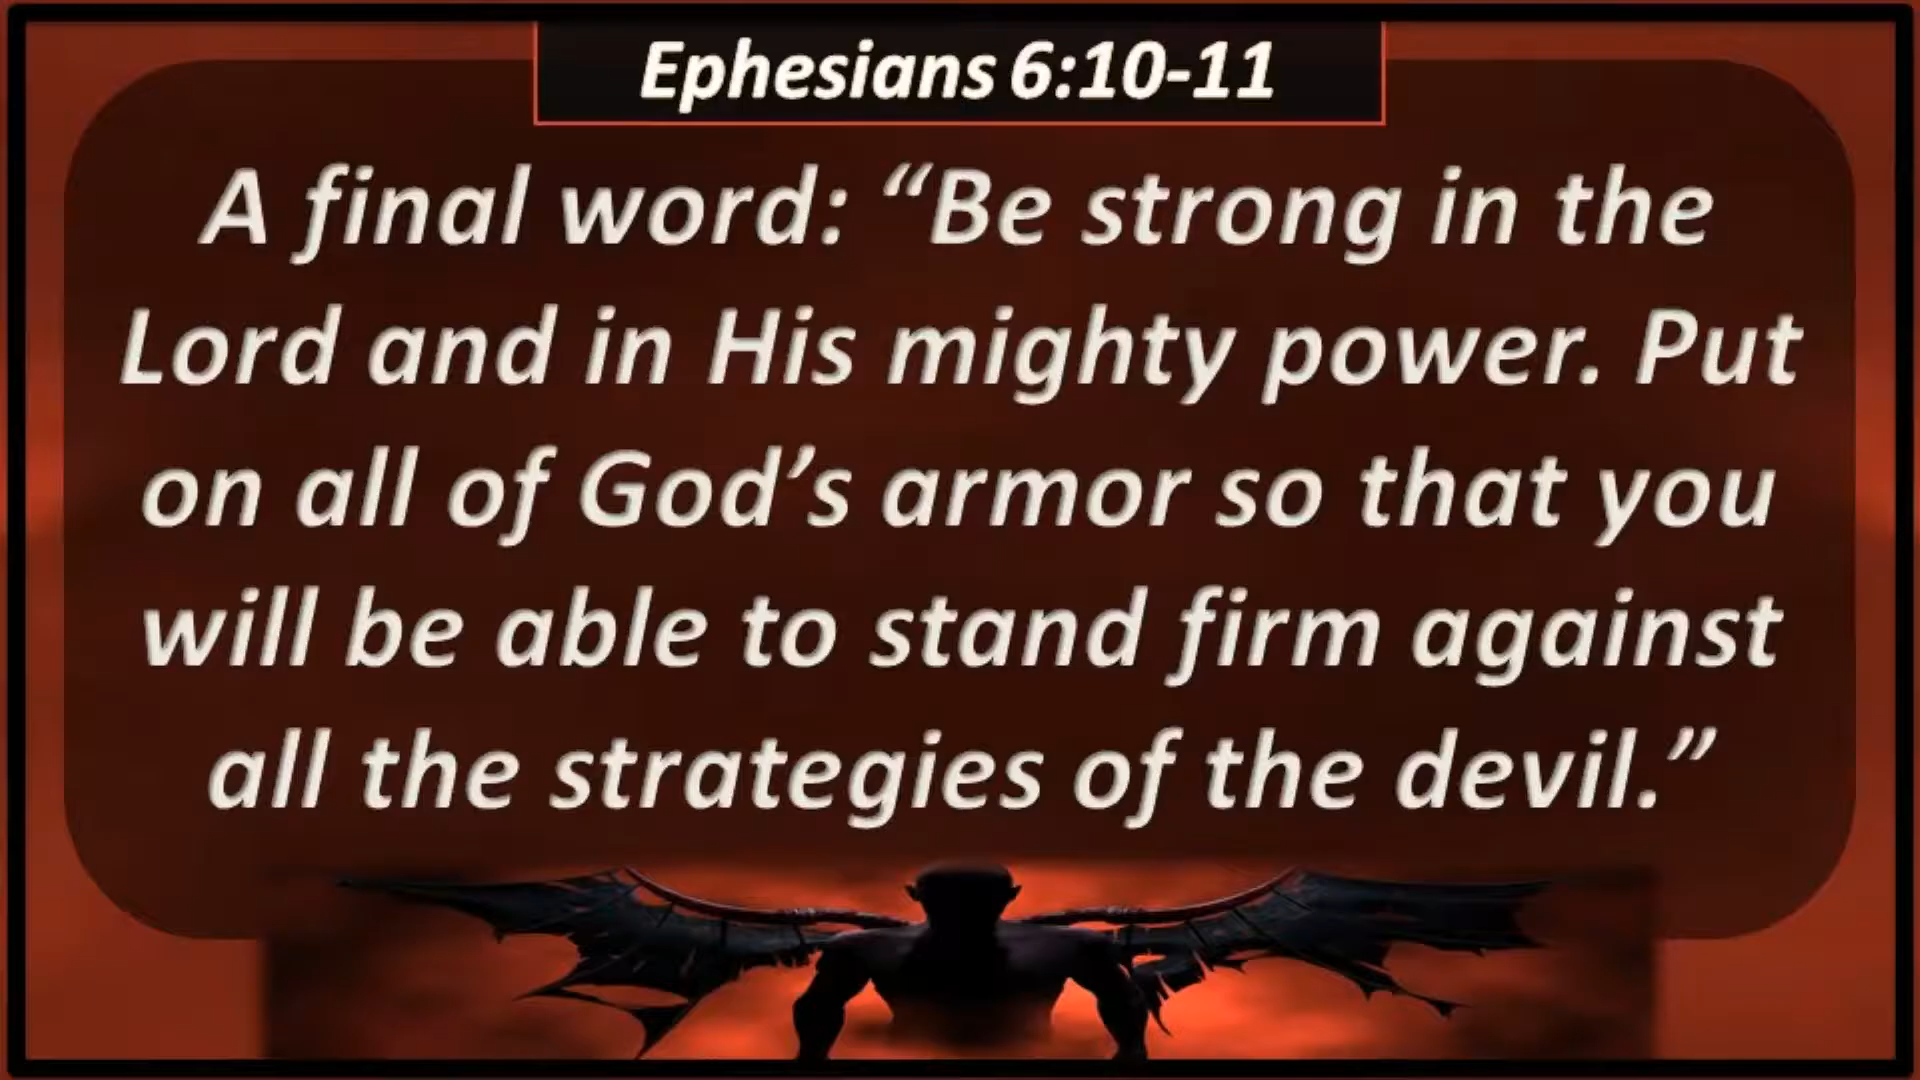 Ephesians 6:10-11
A final word: “Be strong in the
Lord and in His mighty power. Put
on all of God’s armor so that you
will be able to stand firm against
all the strategies of the devil.”